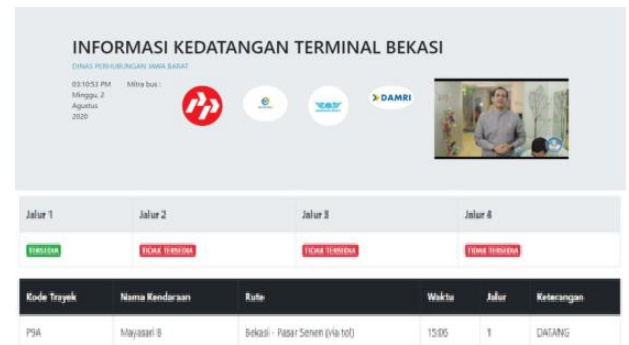 INFORMASI KEDATANGAN TERMINAL BEKASI
DINAS PERHUBUNGAN JAWA BARAT
03:10:53 PM
Minggu, 2
Agustus
2020
Mitra bus :
DAMRI
Jalur 1 Jalur 2 Jalur 3 Jalur 4
TERSEDIA TIDAK TERSEDIA TIDAK TERSEDIA TIDAK TERSEDIA
Kode Trayek Nama Kendaraan Rute Waktu Jalur Keterangan
P9A Mayasari B Bekasi - Pasar Senen (via tol) 15:06 1 DATANG